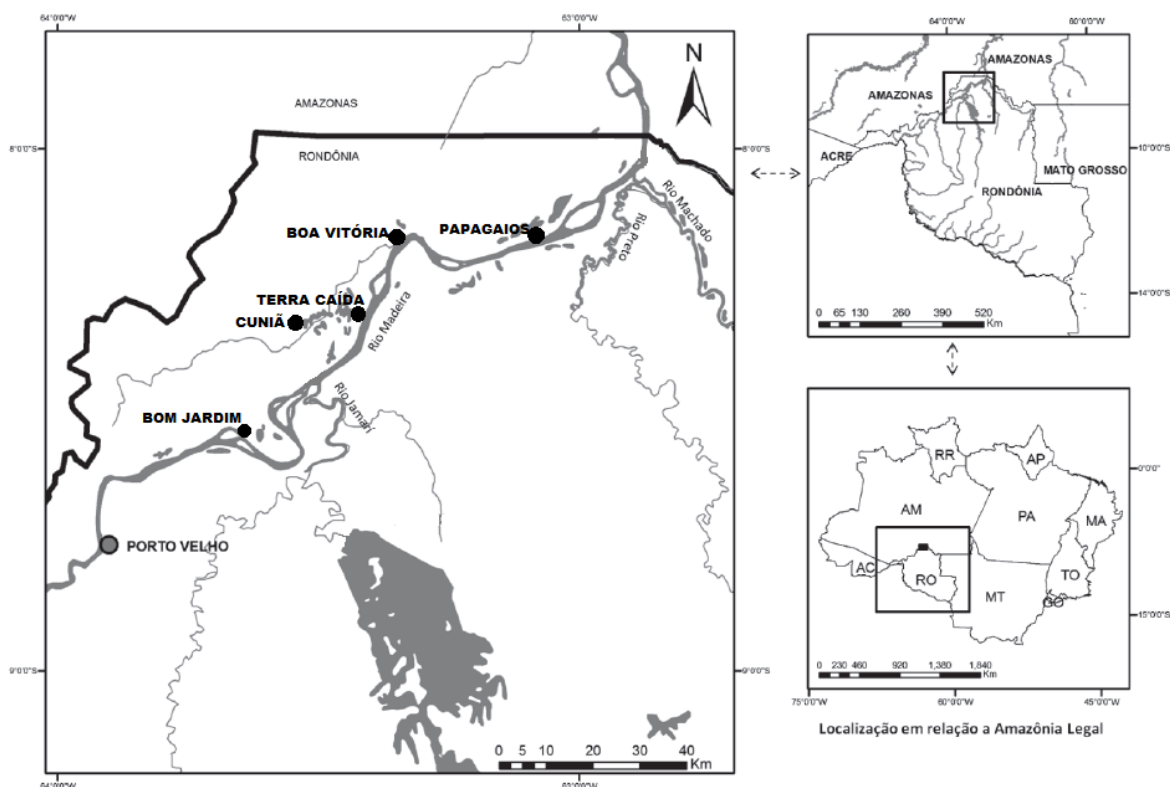 64°0'0"W
63°0'0"W
N
AMAZONAS
8°0'0"S
RONDÔNIA
Rio Machado
Rio Preto
BOA VITÓRIA
PAPAGAIOS
TERRA CAÍDA
CUNIÃ
Rio Madeira
Rio Jamari
BOM JARDIM
PORTO VELHO
9°0'0"S
0 5 10 20 30 40
Km
64°0'0"W
63°0'0"W
64°0'0"W
60°0'0"W
AMAZONAS
AMAZONAS
ACRE
10°0'0"S
MATO GROSSO
RONDÔNIA
14°0'0"S
0 65 130 260 390 520
Km
RR
AP
0°0'0"S
AM
PA
MA
AC
RO
TO
MT
GO
15°0'0"S
0 230 460 920 1,380 1,840
Km
75°0'0"W
60°0'0"W
45°0'0"W
Localização em relação a Amazônia Legal